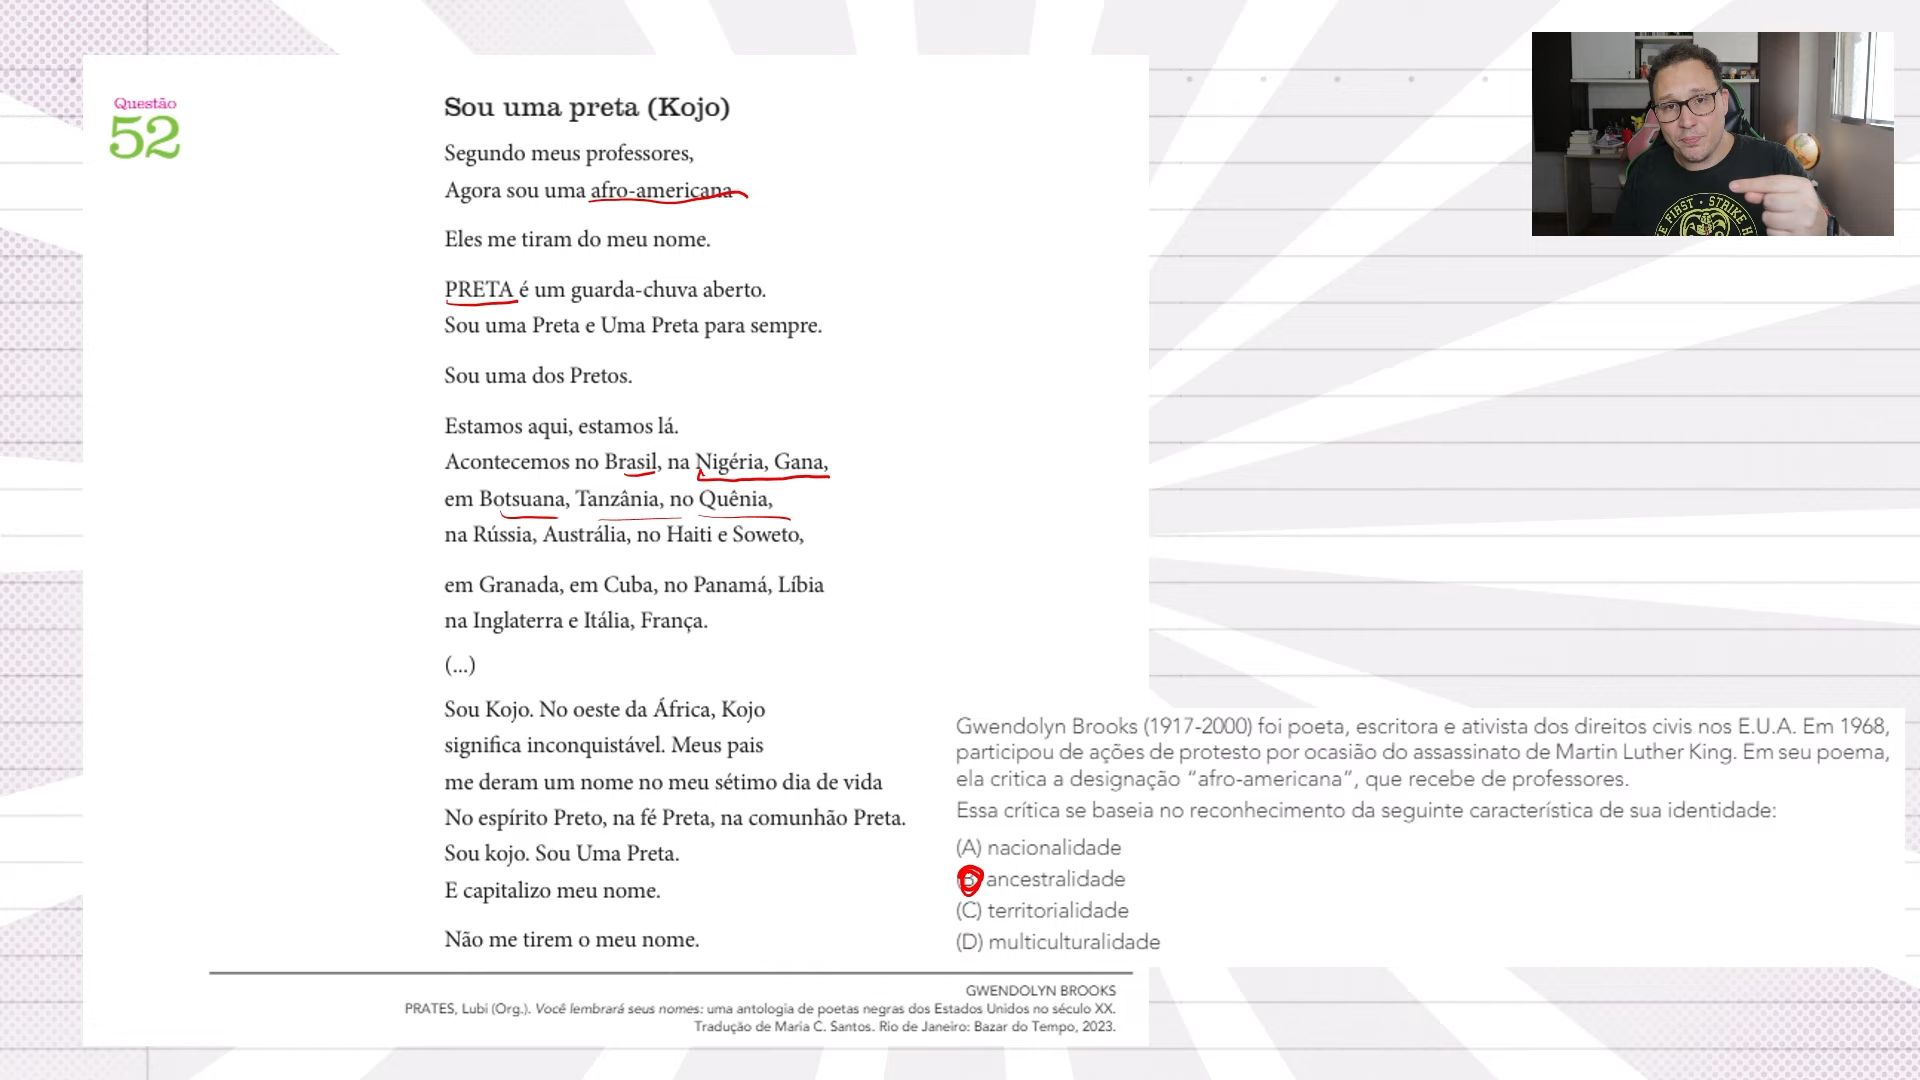 Questão
52
Sou uma preta (Kojo)
Segundo meus professores,
Agora sou uma afro-americana
Eles me tiram do meu nome.
PRETA é um guarda-chuva aberto.
Sou uma Preta e Uma Preta para sempre.
Sou uma dos Pretos.
Estamos aqui, estamos lá.
Acontecemos no Brasil, na Nigéria, Gana,
em Botsuana, Tanzânia, no Quênia,
na Rússia, Austrália, no Haiti e Soweto,
em Granada, em Cuba, no Panamá, Líbia
na Inglaterra e Itália, França.
(...)
Sou Kojo. No oeste da África, Kojo
significa inconquistável. Meus pais
me deram um nome no meu sétimo dia de vida
No espírito Preto, na fé Preta, na comunhão Preta.
Sou kojo. Sou Uma Preta.
E capitalizo meu nome.
Não me tirem o meu nome.
GWENDOLYN BROOKS
PRATES, Lubi (Org.). Você lembrará seus nomes: uma antologia de poetas negras dos Estados Unidos no século XX.
Tradução de Maria C. Santos. Rio de Janeiro: Bazar do Tempo, 2023.
Gwendolyn Brooks (1917-2000) foi poeta, escritora e ativista dos direitos civis nos E.U.A. Em 1968,
participou de ações de protesto por ocasião do assassinato de Martin Luther King. Em seu poema,
ela critica a designação “afro-americana”, que recebe de professores.
Essa crítica se baseia no reconhecimento da seguinte característica de sua identidade:
(A) nacionalidade
(B) ancestralidade
(C) territorialidade
(D) multiculturalidade
FIRST • STRIKE